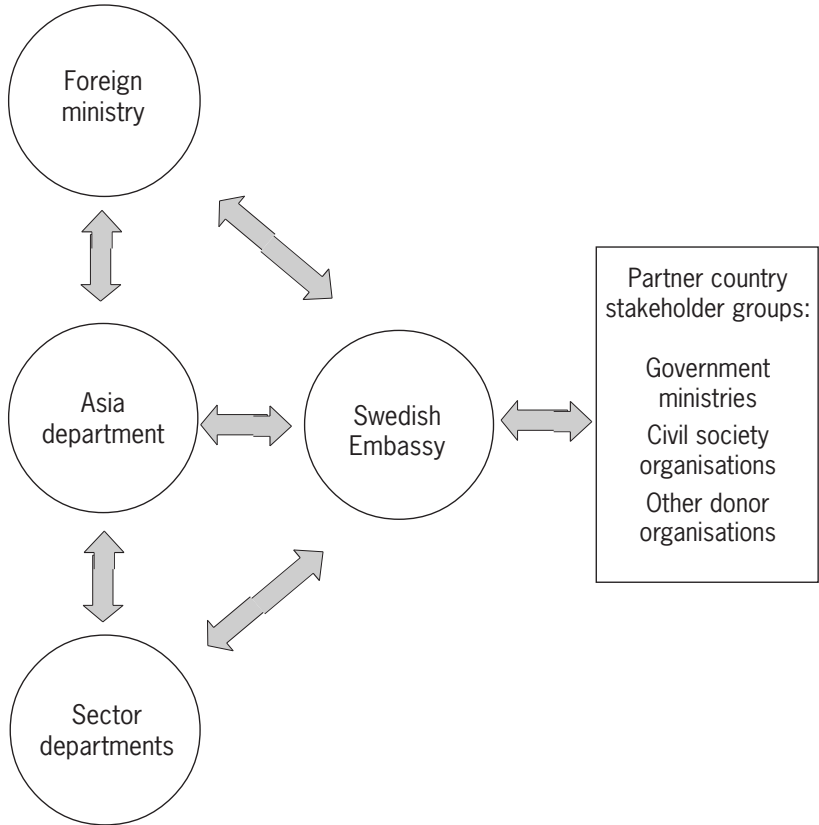 Foreign
ministry
Asia
department
Swedish
Embassy
Partner country
stakeholder groups:
Government
ministries
Civil society
organisations
Other donor
organisations
Sector
departments